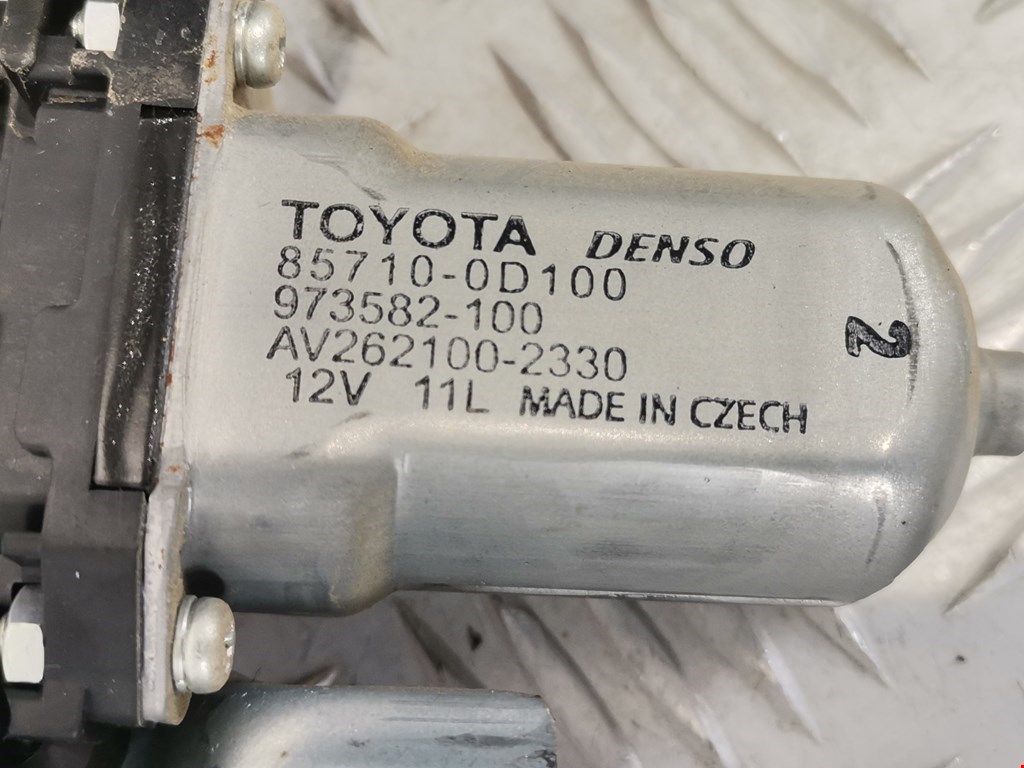 TOYOTA DENSO
85710-0D100
973582-100
AV262100-2330
12V 11L MADE IN CZECH
2